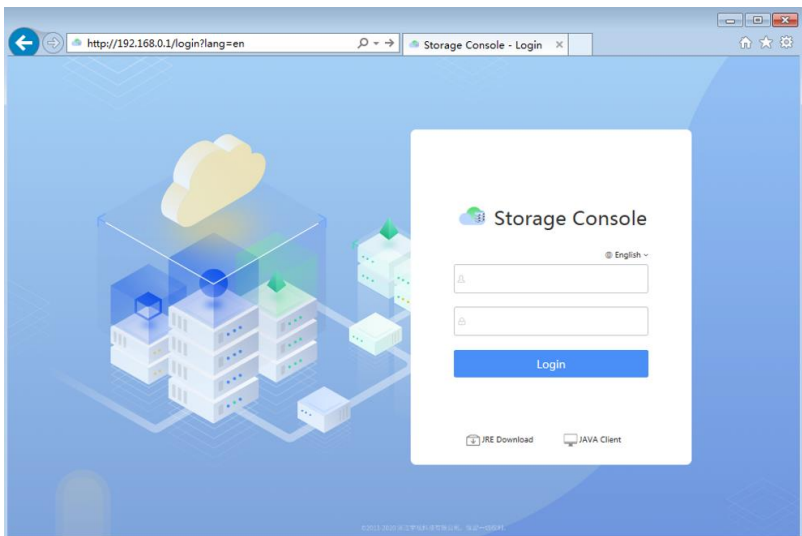 http://192.168.0.1/login?lang=en
Storage Console - Login
Storage Console
English
Login
JRE Download
JAVA Client